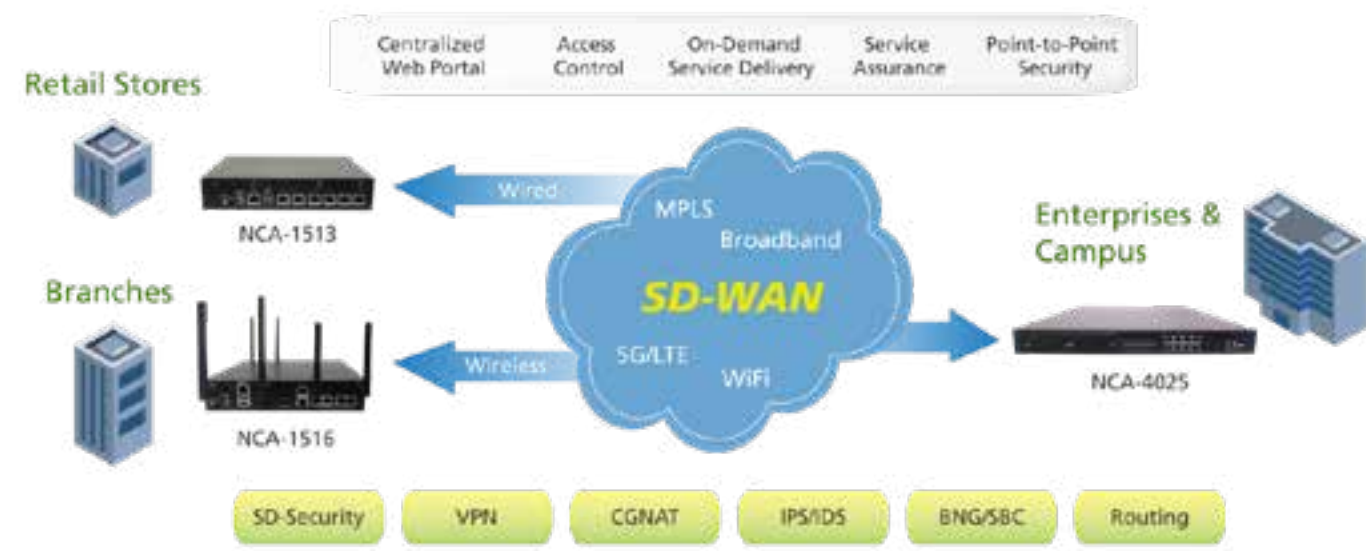 Centralized
Web Portal
Access
Control
On-Demand
Service Delivery
Service
Assurance
Point-to-Point
Security
Retail Stores
NCA-1513
Wired
MPLS
Broadband
SD-WAN
Enterprises &
Campus
Branches
NCA-1516
Wireless
5G/LTE
WiFi
NCA-4025
SD-Security
VPN
CGNAT
IPS/IDS
BNG/SBC
Routing